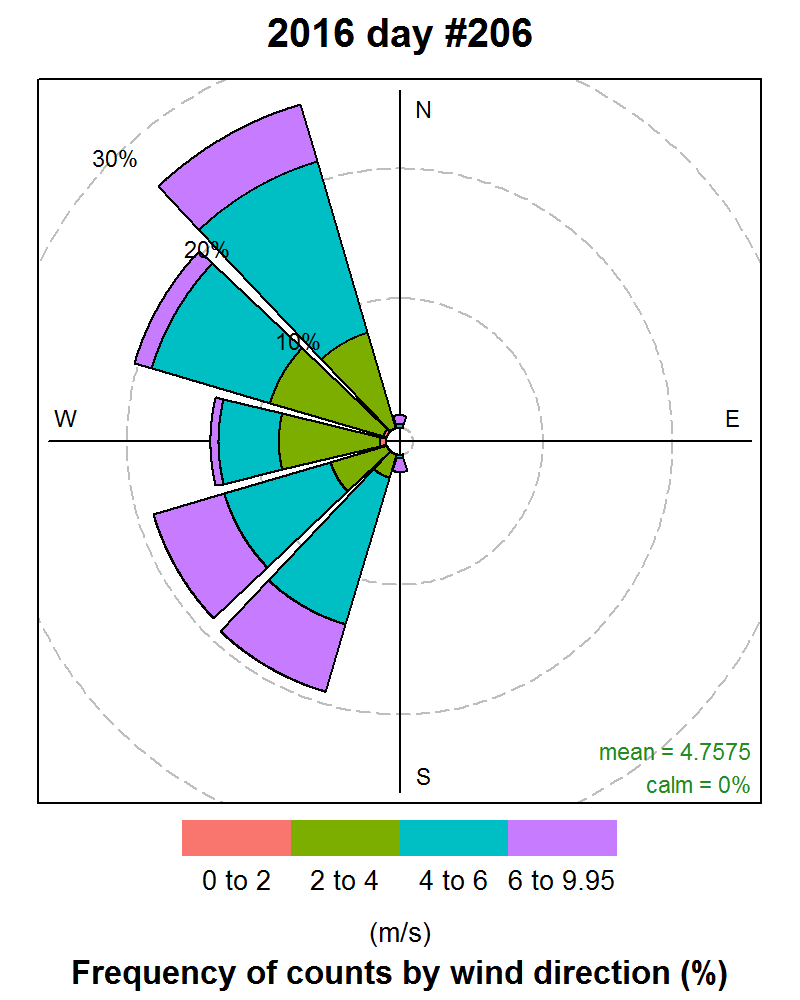 2016 day #206
N
30%
20%
10%
W
E
S
mean = 4.7575
calm = 0%
0 to 2 2 to 4 4 to 6 6 to 9.95
(m/s)
Frequency of counts by wind direction (%)